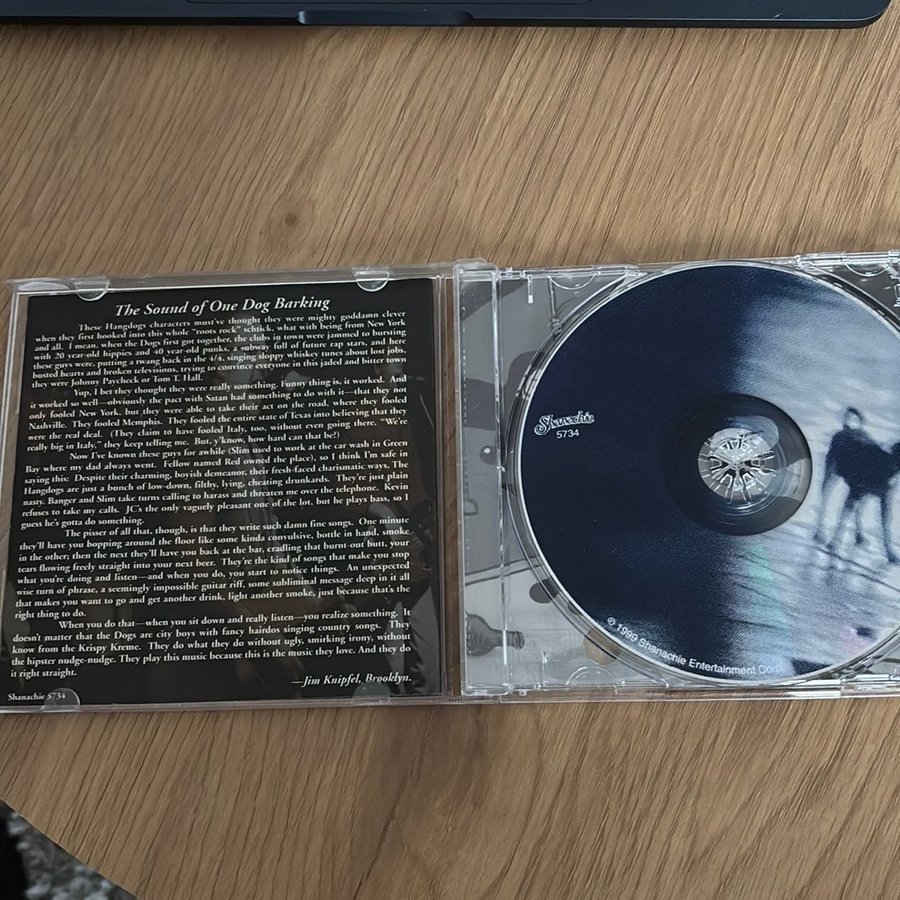 The Sound of One Dog Barking
These Hangdogs characters must've thought they were mighty goddamn clever
when they first hooked into this whole "roots rock" schtick, what with being from New York
and all. I mean, when the Dogs first got together, the clubs in town were jammed to bursting
with 20 year-old hippies and 40 year-old punks, a subway full of future rap stars, and here
these guys were, putting a twang back in the 4/4, singing sloppy whiskey tunes about lost jobs,
busted hearts and broken televisions, trying to convince everyone in this jaded and bitter town
they were Johnny Paycheck or Tom T. Hall.
Yup, I bet they thought they were really something. Funny thing is, it worked. And
it worked so well—obviously the pact with Satan had something to do with it—that they not
only fooled New York, but they were able to take their act on the road, where they fooled
Nashville. They fooled Memphis. They fooled the entire state of Texas into believing that they
were the real deal. (They claim to have fooled Italy, too, without even going there. "We're
really big in Italy," they keep telling me. But, y'know, how hard can that be?)
Now I've known these guys for awhile (Slim used to work at the car wash in Green
Bay where my dad always went. Fellow named Red owned the place), so I think I'm safe in
saying this: Despite their charming, boyish demeanor, their fresh-faced charismatic ways, The
Hangdogs are just a bunch of low-down, filthy, lying, cheating drunkards. They're just plain
nasty. Banger and Slim take turns calling to harass and threaten me over the telephone. Kevin
refuses to take my calls. JC's the only vaguely pleasant one of the lot, but he plays bass, so I
guess he's gotta do something.
The pisser of all that, though, is that they write such damn fine songs. One minute
they'll have you bopping around the floor like some kinda convulsive, bottle in hand, smoke
in the other; then the next they'll have you back at the bar, cradling that burnt-out butt, your
tears flowing freely straight into your next beer. They're the kind of songs that make you stop
what you're doing and listen—and when you do, you start to notice things. An unexpected
wise turn of phrase, a seemingly impossible guitar riff, some subliminal message deep in it all
that makes you want to go and get another drink, light another smoke, just because that's the
right thing to do.
When you do that—when you sit down and really listen—you realize something. It
doesn't matter that the Dogs are city boys with fancy hairdos singing country songs. They
know from the Krispy Kreme. They do what they do without ugly, smirking irony, without
the hipster nudge-nudge. They play this music because this is the music they love. And they do
it right straight.
—Jim Knipfel, Brooklyn.
Shanachie 5734
Shanachie
5734
℗ 1999 Shanachie Entertainment Corp.